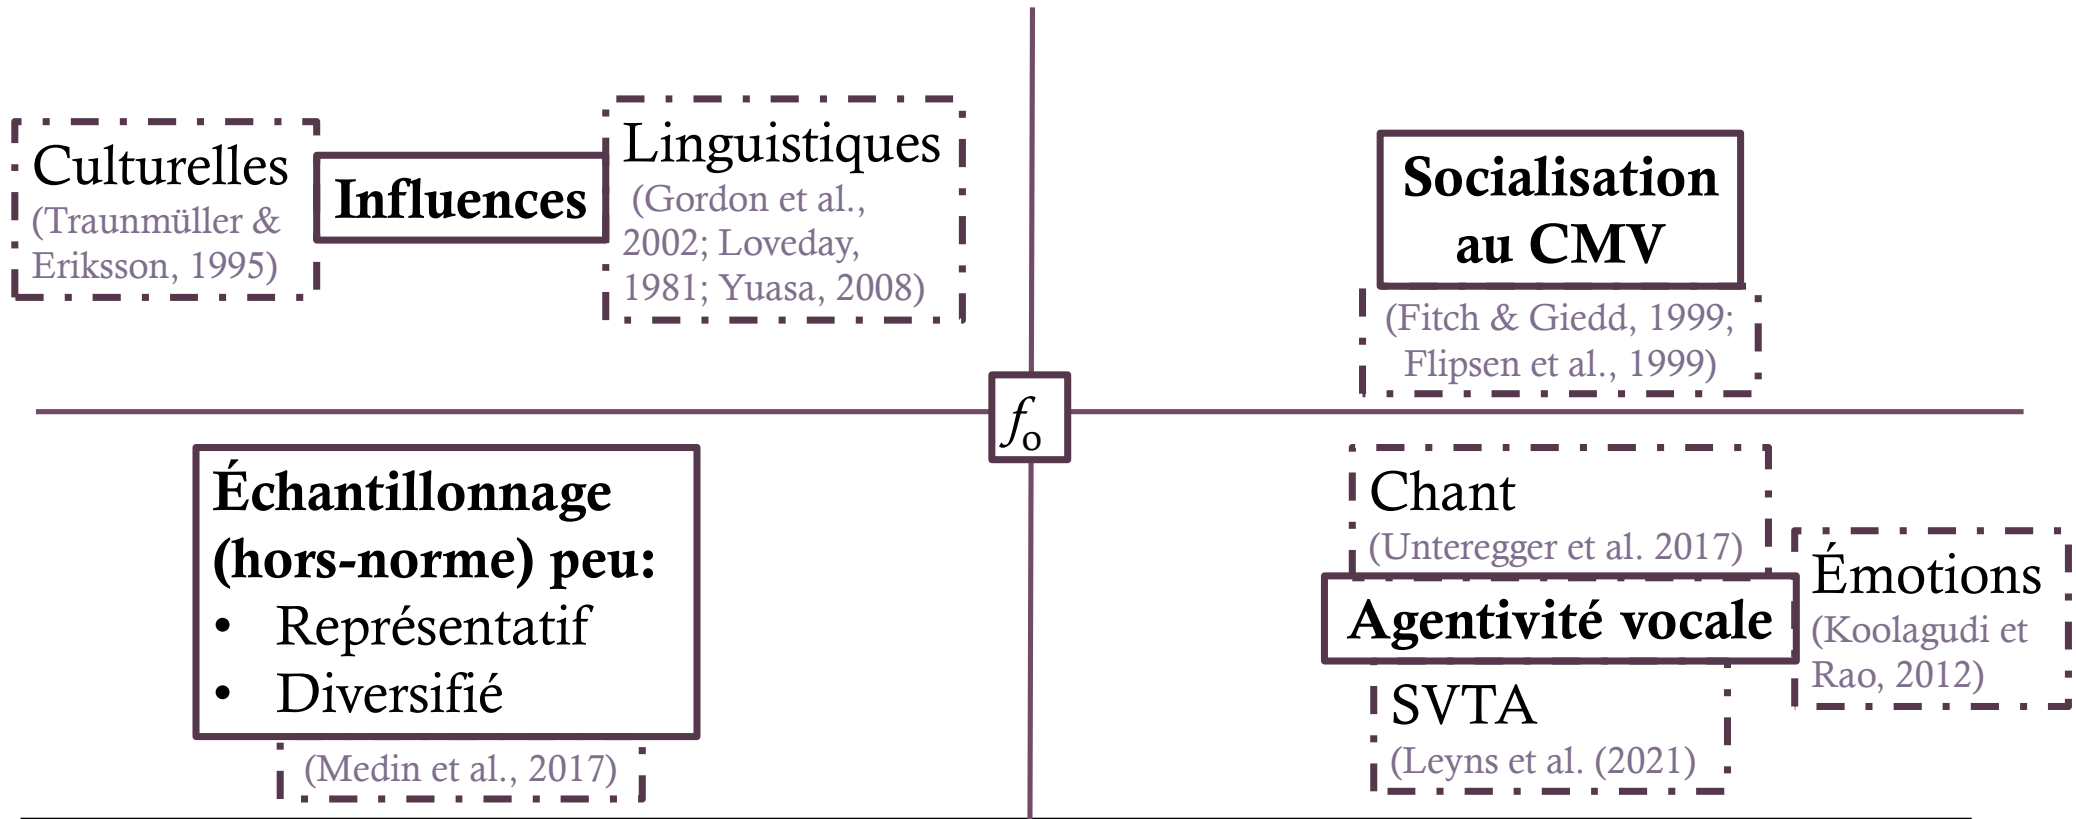 Culturelles
(Traunmüller &
Eriksson, 1995)
Influences
Linguistiques
(Gordon et al.,
2002; Loveday,
1981; Yuasa, 2008)
Socialisation
au CMV
(Fitch & Giedd, 1999;
Flipsen et al., 1999)
fo
Échantillonnage
(hors-norme) peu:
• Représentatif
• Diversifié
(Medin et al., 2017)
Chant
(Unteregger et al. 2017)
Agentivité vocale
Émotions
(Koolagudi et
Rao, 2012)
SVTA
(Leyns et al. (2021)